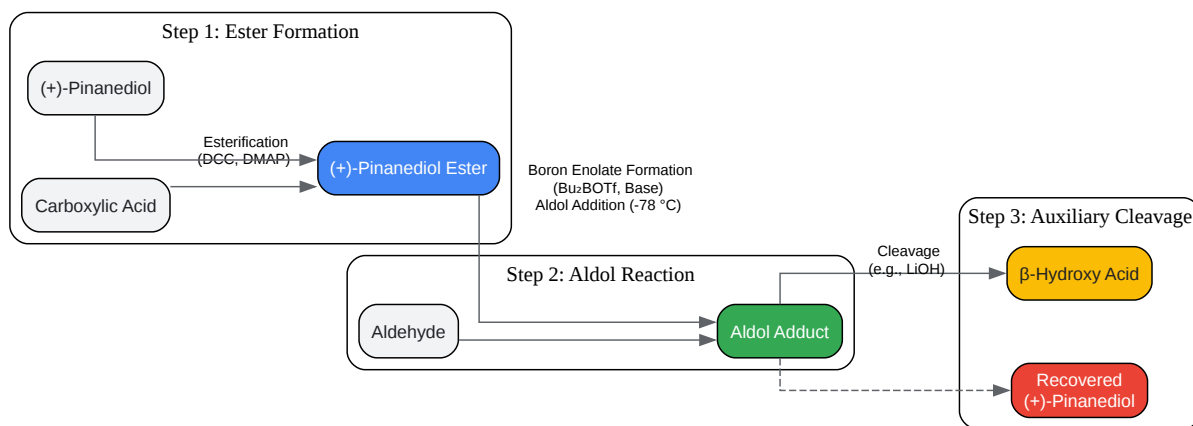 Step 1: Ester Formation
(+)-Pinanediol
Esterification
(DCC, DMAP)
(+)-Pinanediol Ester
Carboxylic Acid
Boron Enolate Formation
(Bu₂BOTf, Base)
Aldol Addition (-78 °C)
Step 2: Aldol Reaction
Aldehyde
Aldol Adduct
Cleavage
(e.g., LiOH)
Step 3: Auxiliary Cleavage
β-Hydroxy Acid
Recovered
(+)-Pinanediol